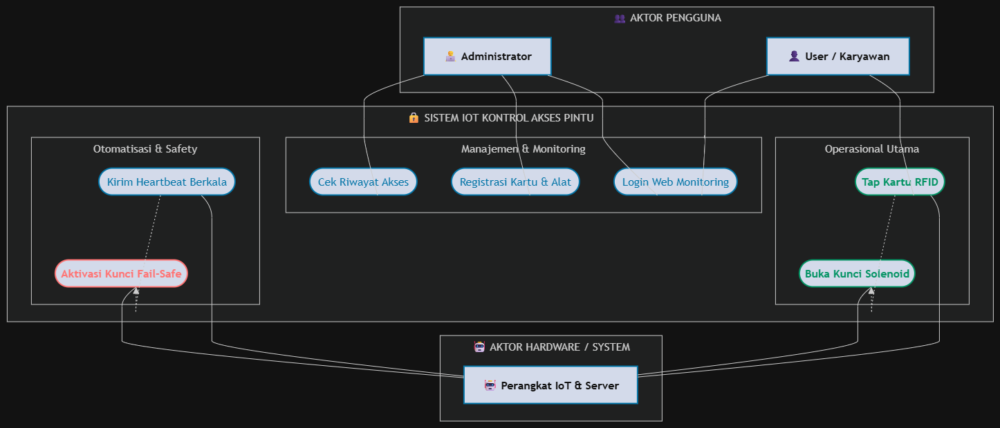 AKTOR PENGGUNA
Administrator
User / Karyawan
SISTEM IOT KONTROL AKSES PINTU
Otomatisasi & Safety
Manajemen & Monitoring
Operasional Utama
Kirim Heartbeat Berkala
Cek Riwayat Akses
Registrasi Kartu & Alat
Login Web Monitoring
Tap Kartu RFID
Aktivasi Kunci Fail-Safe
Buka Kunci Solenoid
AKTOR HARDWARE / SYSTEM
Perangkat IoT & Server